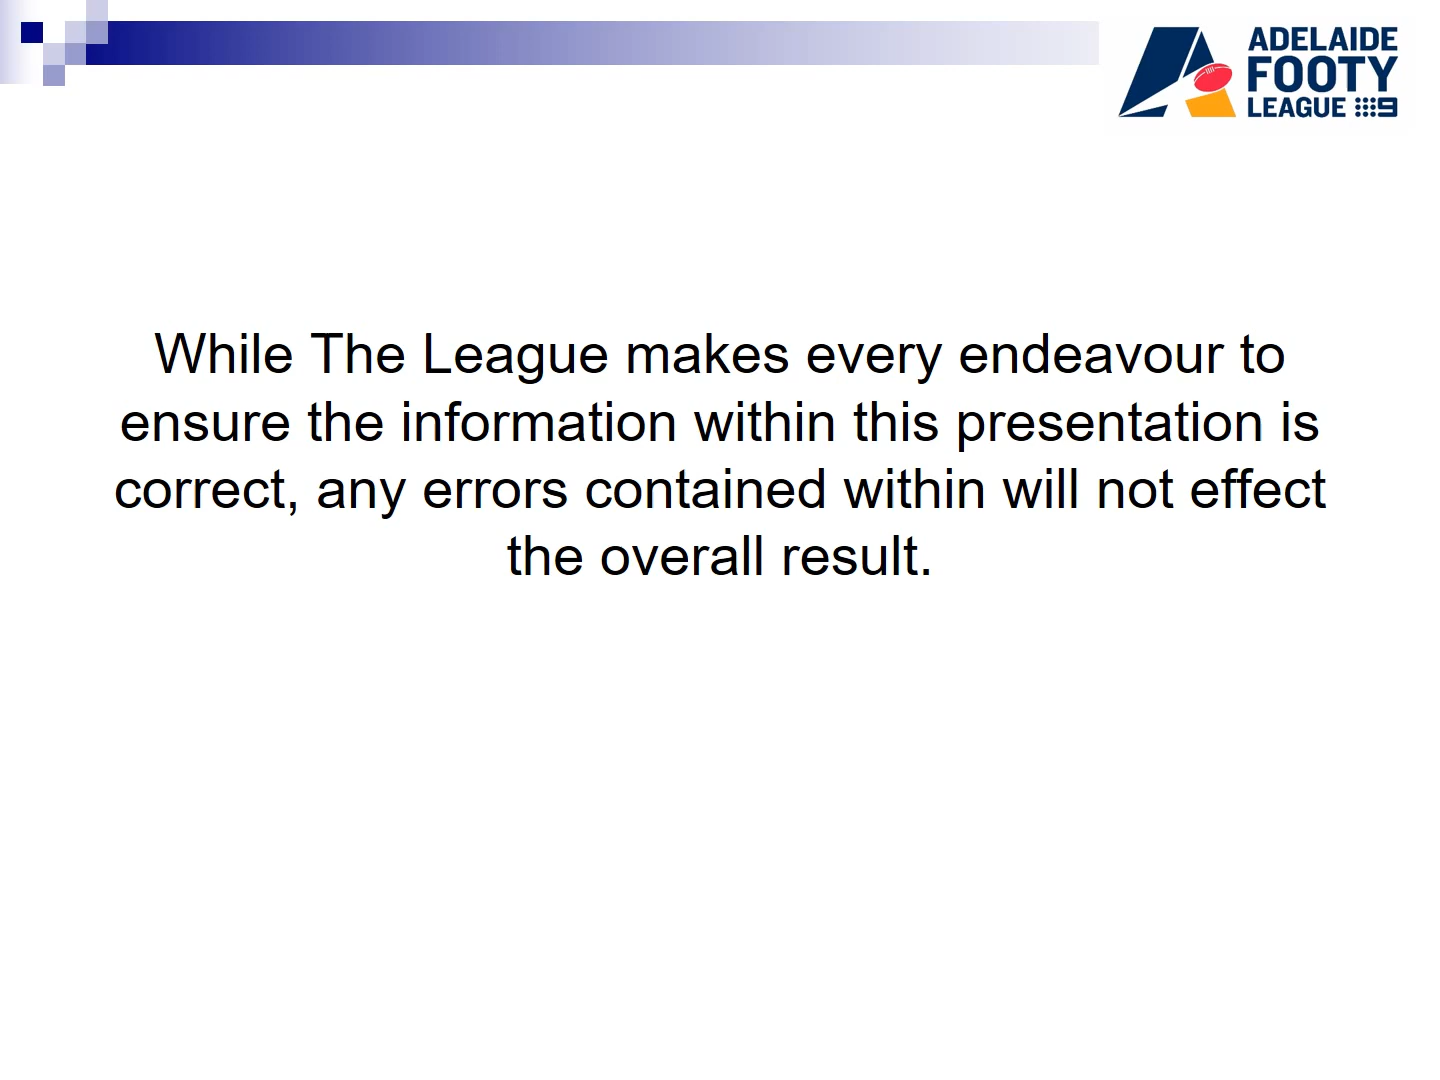 ADELAIDE
FOOTY
LEAGUE 9
While The League makes every endeavour to
ensure the information within this presentation is
correct, any errors contained within will not effect
the overall result.